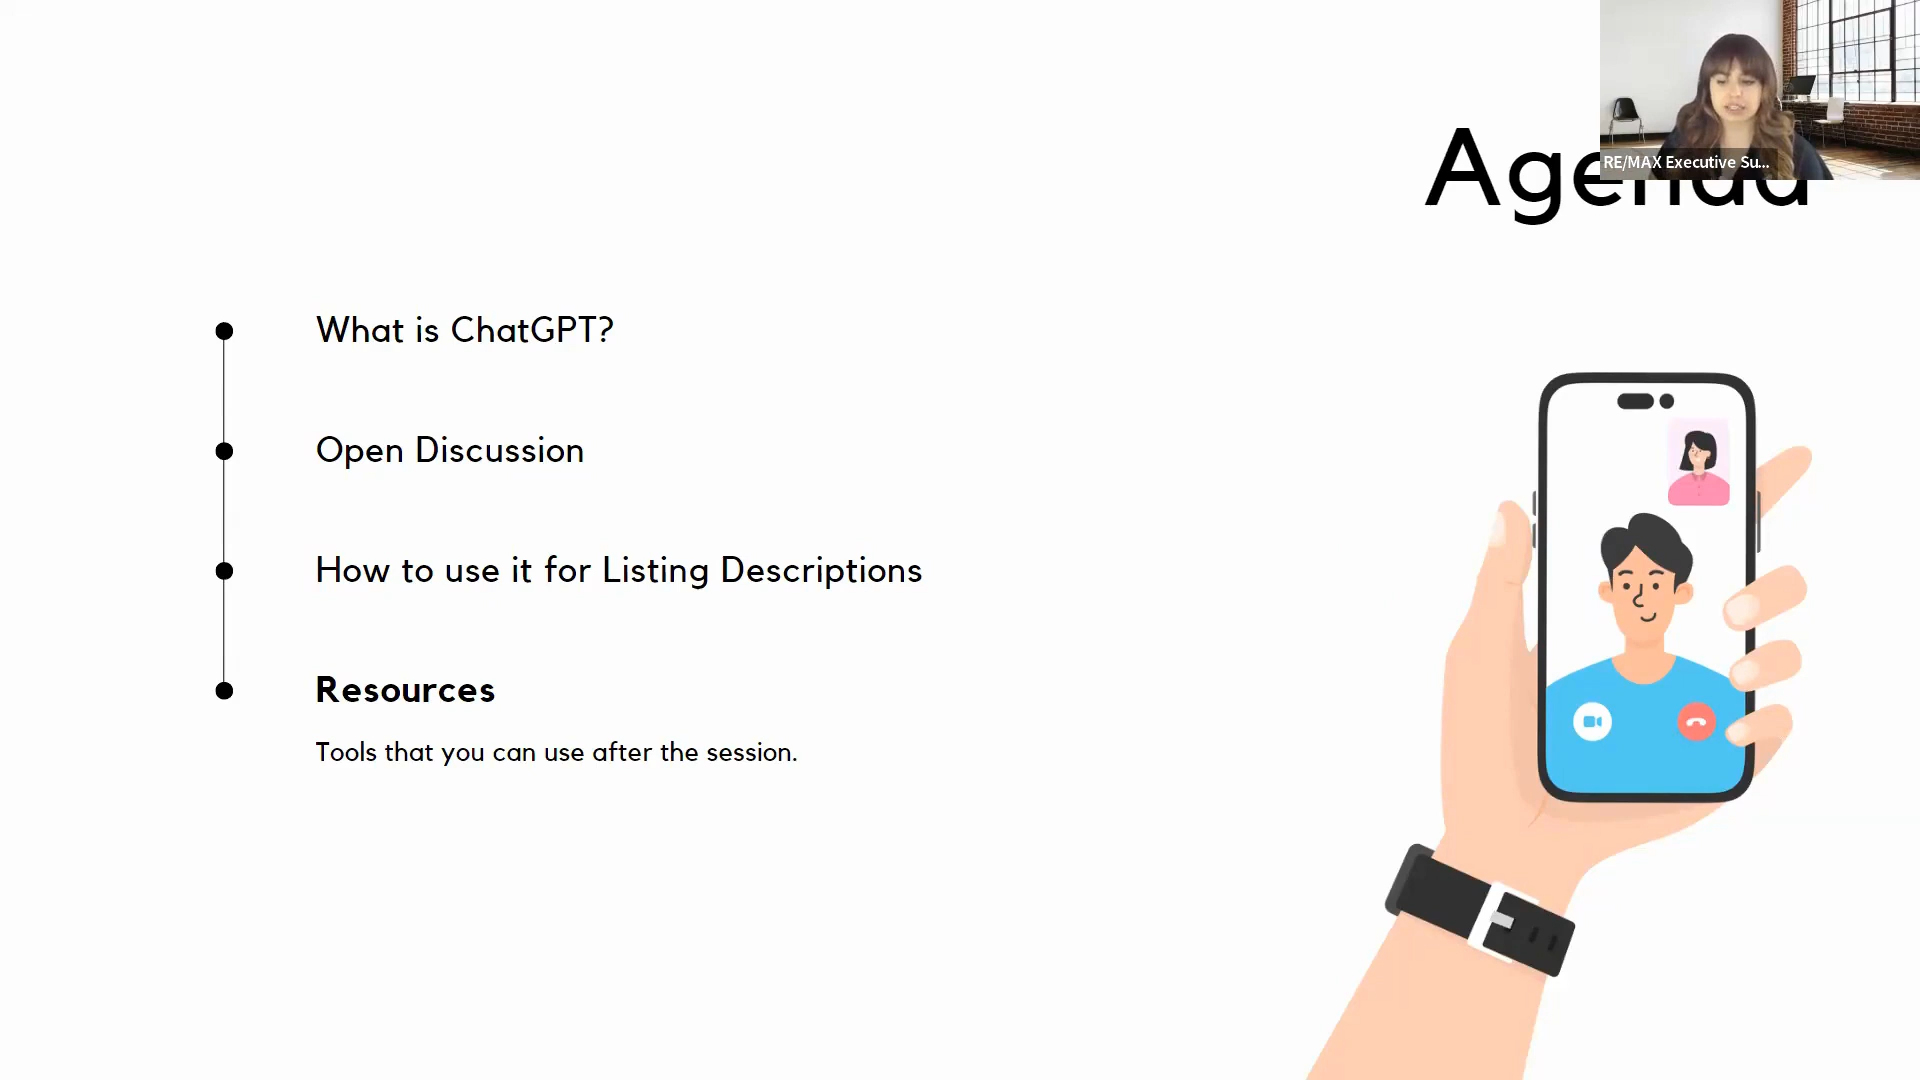 RE/MAX Executive Su...
Agenda
What is ChatGPT?
Open Discussion
How to use it for Listing Descriptions
Resources
Tools that you can use after the session.